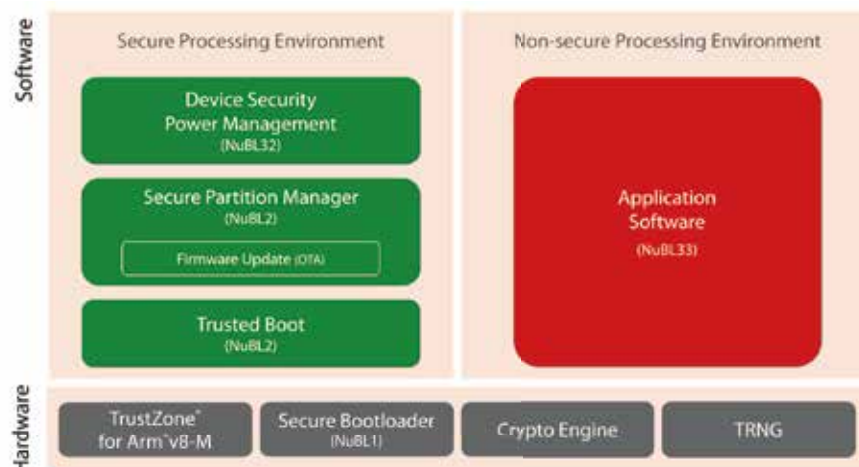 Software
Secure Processing Environment
Device Security
Power Management
(NuBL32)
Secure Partition Manager
(NuBL2)
Firmware Update (OTA)
Trusted Boot
(NuBL2)
Non-secure Processing Environment
Application
Software
(NuBL33)
Hardware
TrustZone®
for Arm®v8-M
Secure Bootloader
(NuBL1)
Crypto Engine
TRNG